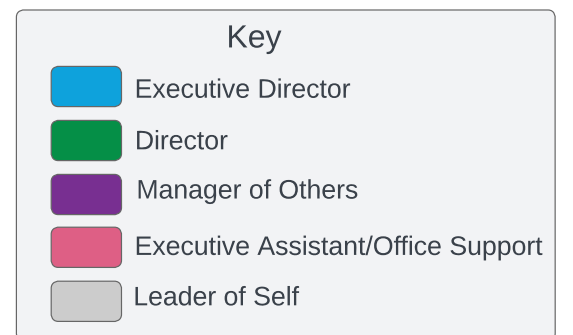 Key
Executive Director
Director
Manager of Others
Executive Assistant/Office Support
Leader of Self